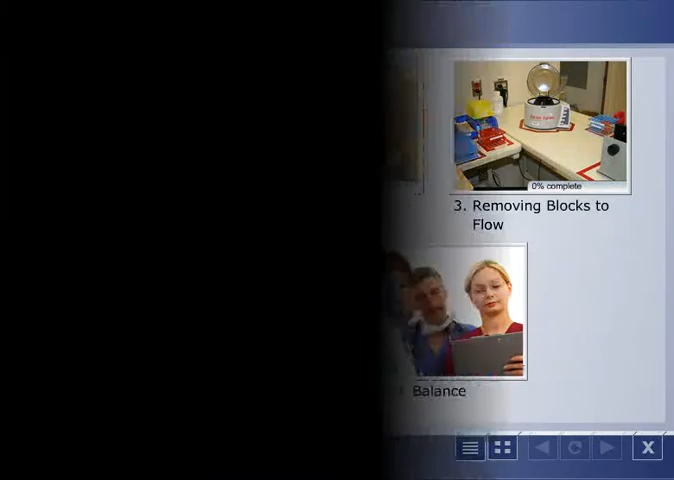 0% complete
3. Removing Blocks to
Flow
Balance
X